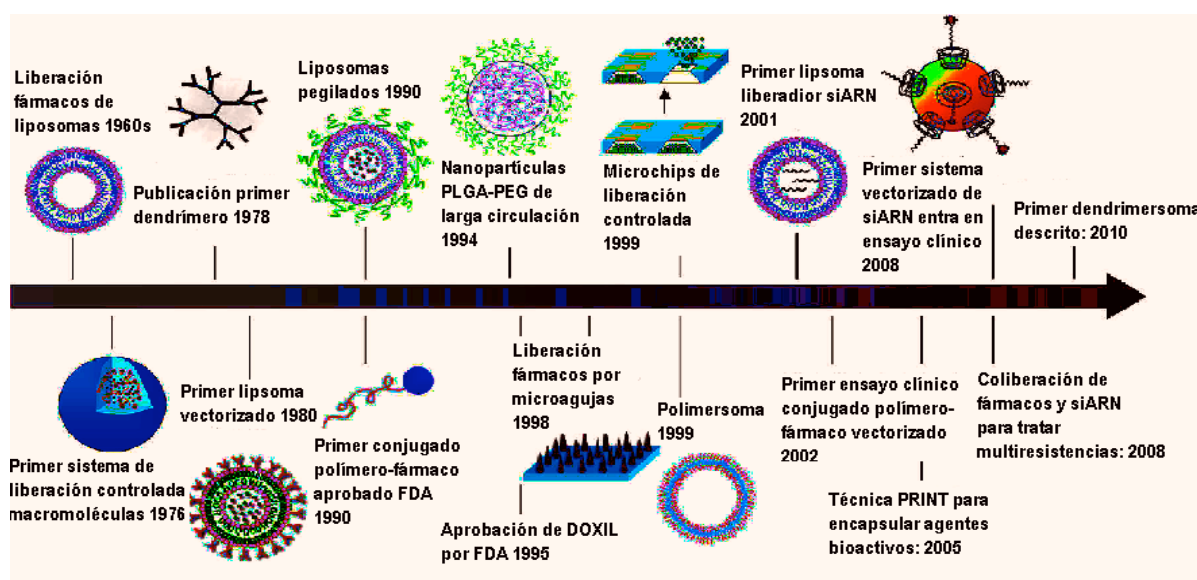 Liberación
fármacos de
liposomas 1960s
Publicación primer
dendrímero 1978
Liposomas
pegilados 1990
Nanopartículas
PLGA-PEG de
larga circulación
1994
Microchips de
liberación
controlada
1999
Primer lipsoma
liberadior siARN
2001
Primer sistema
vectorizado de
siARN entra en
ensayo clínico
2008
Primer dendrimersoma
descrito: 2010
Primer sistema de
liberación controlada
macromoléculas 1976
Primer lipsoma
vectorizado 1980
Primer conjugado
polímero-fármaco
aprobado FDA
1990
Aprobación de DOXIL
por FDA 1995
Liberación
fármacos por
microagujas
1998
Polimersoma
1999
Primer ensayo clínico
conjugado polímero-
fármaco vectorizado
2002
Técnica PRINT para
encapsular agentes
bioactivos: 2005
Coliberación de
fármacos y siARN
para tratar
multiresistencias: 2008